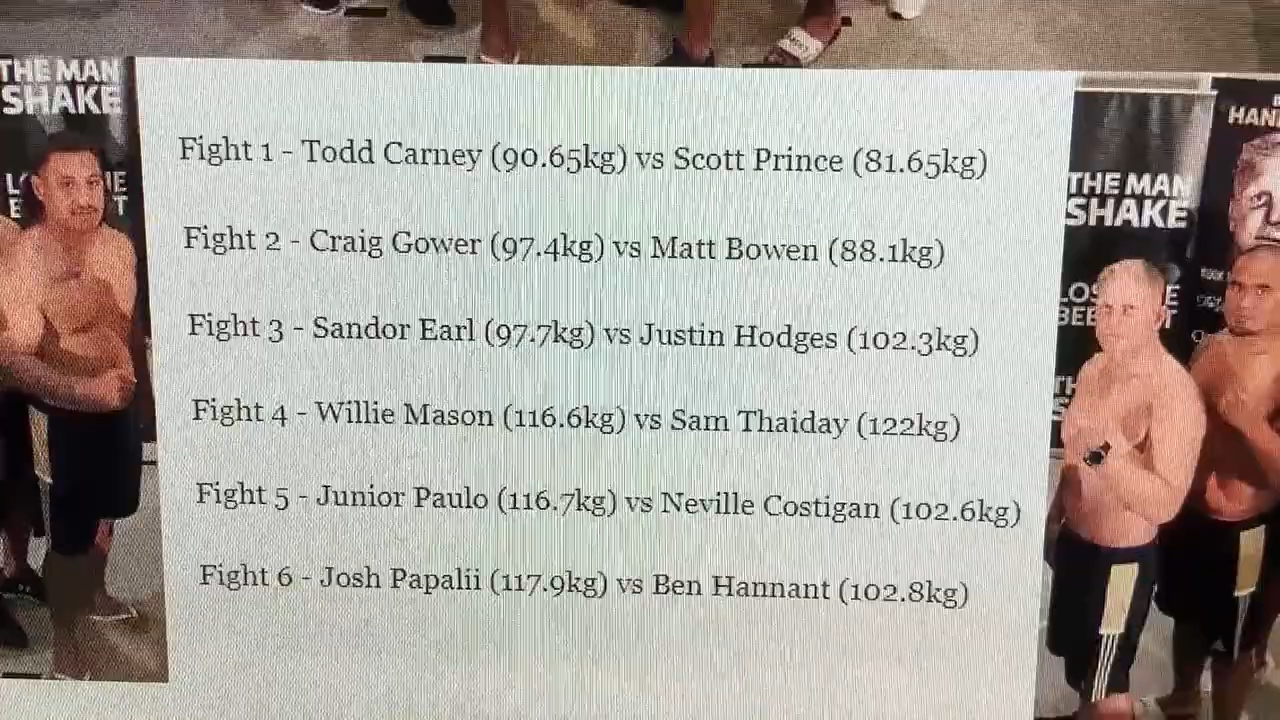 THE MAN
SHAKE
Fight 1 - Todd Carney (90.65kg) vs Scott Prince (81.65kg)
Fight 2 - Craig Gower (97.4kg) vs Matt Bowen (88.1kg)
Fight 3 - Sandor Earl (97.7kg) vs Justin Hodges (102.3kg)
Fight 4 - Willie Mason (116.6kg) vs Sam Thaiday (122kg)
Fight 5 - Junior Paulo (116.7kg) vs Neville Costigan (102.6kg)
Fight 6 - Josh Papalii (117.9kg) vs Ben Hannant (102.8kg)
THE MAN
SHAKE